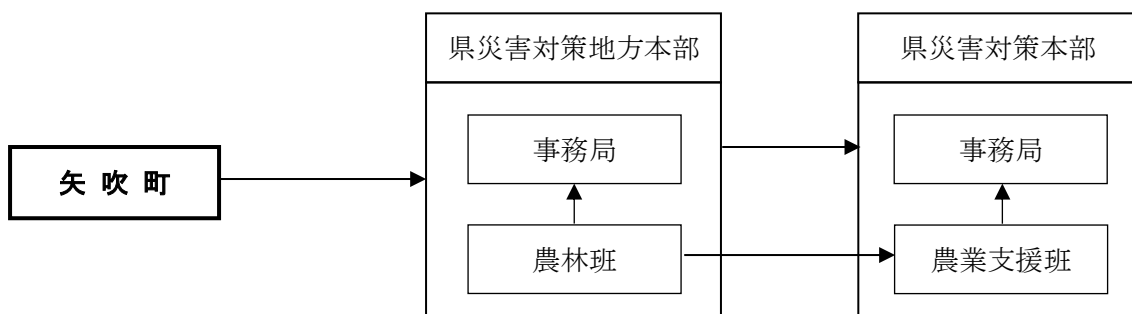 県災害対策地方本部
県災害対策本部
事務局
事務局
矢吹町
農林班
農業支援班